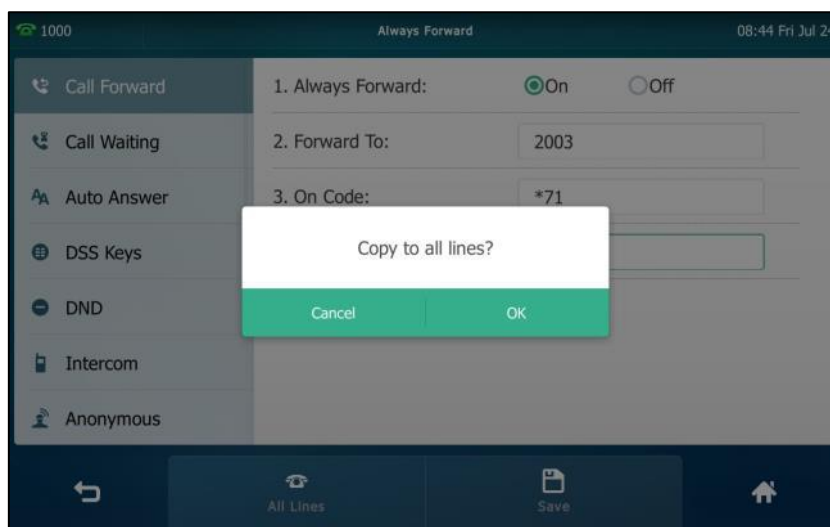 1000 Always Forward 08:44 Fri Jul 24
Call Forward
Call Waiting
Auto Answer
DSS Keys
DND
Intercom
Anonymous
1. Always Forward: On Off
2. Forward To: 2003
3. On Code: *71
Copy to all lines?
Cancel OK
All Lines Save